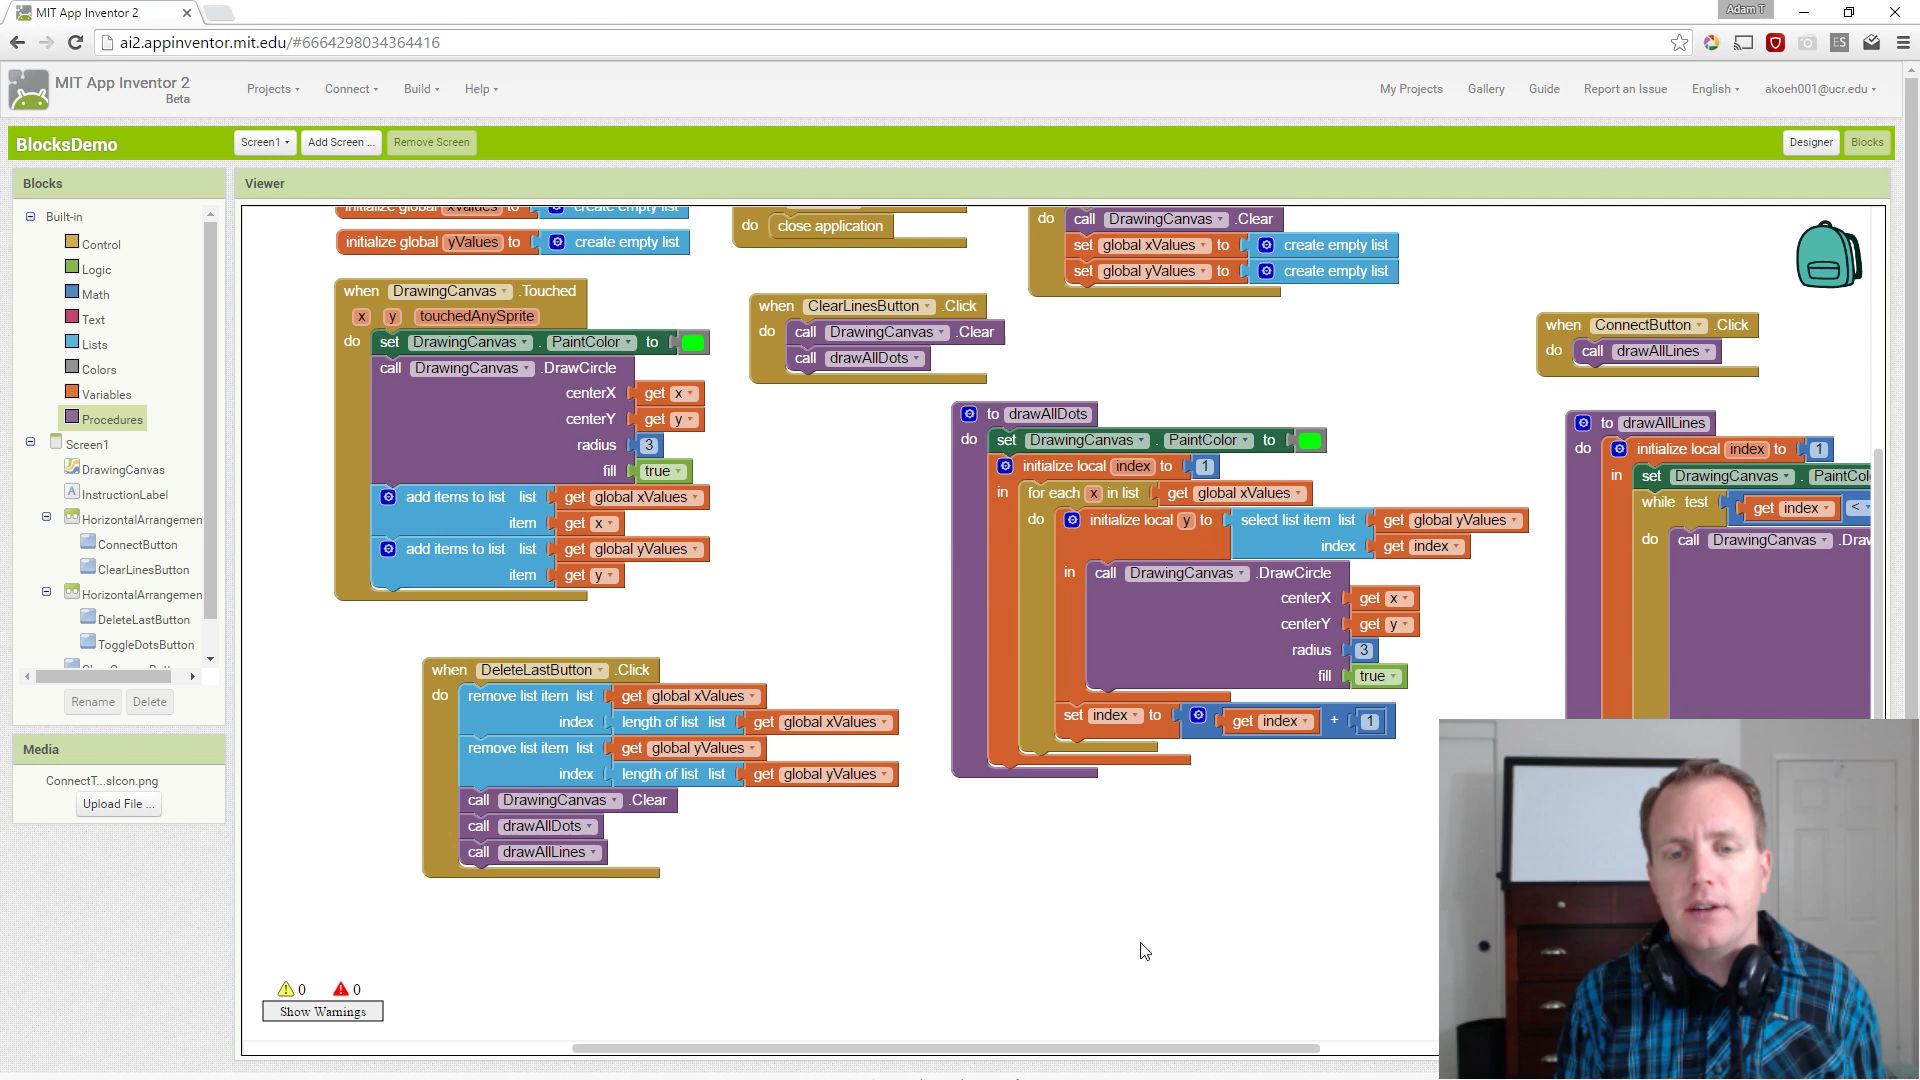 MIT App Inventor 2
Adam T
ai2.appinventor.mit.edu/#6664298034364416
ES
MIT App Inventor 2
Beta
Projects
Connect
Build
Help
My Projects
Gallery
Guide
Report an Issue
English
akoeh001@ucr.edu
BlocksDemo
Screen1
Add Screen ...
Remove Screen
Designer
Blocks
Blocks
Built-in
Control
Logic
Math
Text
Lists
Colors
Variables
Procedures
Screen1
DrawingCanvas
InstructionLabel
HorizontalArrangemen
ConnectButton
ClearLinesButton
HorizontalArrangemen
DeleteLastButton
ToggleDotsButton
Rename
Delete
Media
ConnectT...sIcon.png
Upload File ...
Viewer
initialize global xValues to create empty list
initialize global yValues to create empty list
do close application
do call DrawingCanvas .Clear
set global xValues to create empty list
set global yValues to create empty list
when DrawingCanvas .Touched
x y touchedAnySprite
do set DrawingCanvas . PaintColor to
call DrawingCanvas .DrawCircle
centerX get x
centerY get y
radius 3
fill true
add items to list list get global xValues
item get x
add items to list list get global yValues
item get y
when ClearLinesButton .Click
do call DrawingCanvas .Clear
call drawAllDots
when ConnectButton .Click
do call drawAllLines
to drawAllDots
do set DrawingCanvas . PaintColor to
initialize local index to 1
in for each x in list get global xValues
do initialize local y to select list item list get global yValues
index get index
in call DrawingCanvas .DrawCircle
centerX get x
centerY get y
radius 3
fill true
set index to get index + 1
to drawAllLines
do initialize local index to 1
in set DrawingCanvas . PaintCol
while test get index <
do call DrawingCanvas .Draw
when DeleteLastButton .Click
do remove list item list get global xValues
index length of list list get global xValues
remove list item list get global yValues
index length of list list get global yValues
call DrawingCanvas .Clear
call drawAllDots
call drawAllLines
0 0
Show Warnings